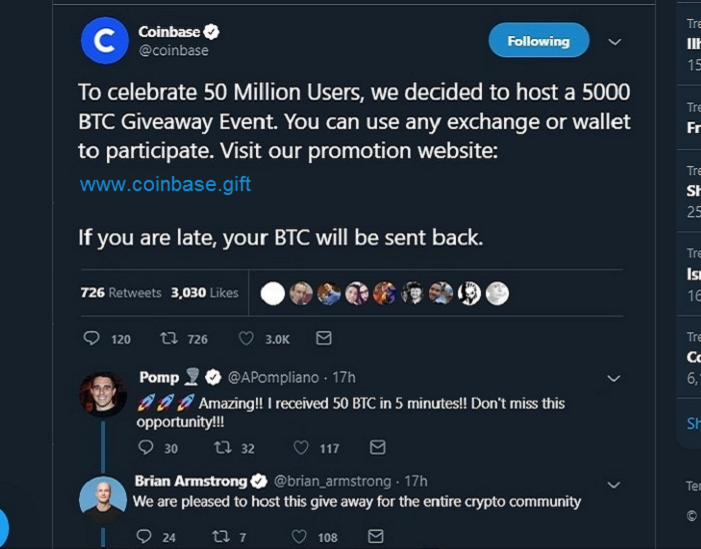 Coinbase
@coinbase
Following
To celebrate 50 Million Users, we decided to host a 5000
BTC Giveaway Event. You can use any exchange or wallet
to participate. Visit our promotion website:
www.coinbase.gift
If you are late, your BTC will be sent back.
726 Retweets 3,030 Likes
120 726 3.0K
Pomp @APompliano · 17h
Amazing!! I received 50 BTC in 5 minutes!! Don't miss this
opportunity!!!
30 32 117
Brian Armstrong @brian_armstrong · 17h
We are pleased to host this give away for the entire crypto community
24 7 108
Tre
Ilh
15
Tre
Fr
Tre
Sh
25
Tre
Isr
16
Tre
Co
6,
Sh
Ter
©